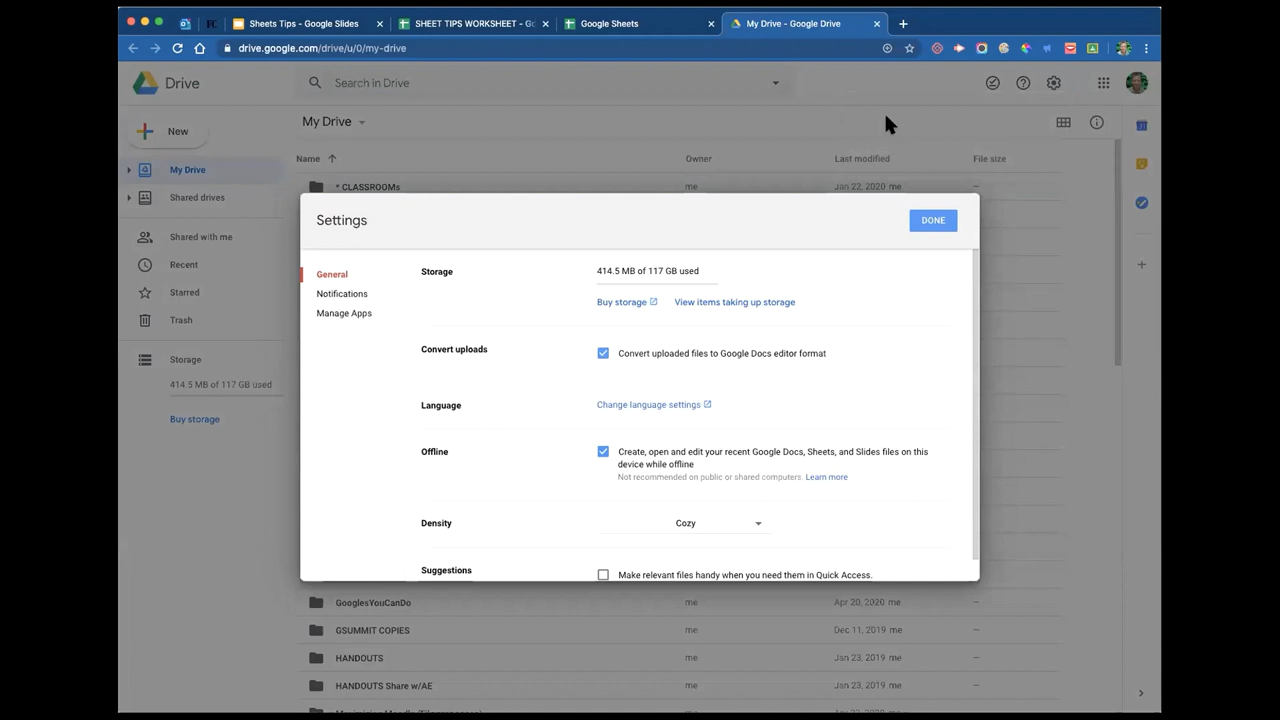 Sheets Tips - Google Slides
SHEET TIPS WORKSHEET - Go
Google Sheets
My Drive - Google Drive
drive.google.com/drive/u/0/my-drive
Drive
Search in Drive
New
My Drive
Name
Owner
Last modified
File size
My Drive
Shared drives
Shared with me
Recent
Starred
Trash
Storage
414.5 MB of 117 GB used
Buy storage
* CLASSROOMs
me
Jan 22, 2020 me
Settings
DONE
General
Notifications
Manage Apps
Storage
414.5 MB of 117 GB used
Buy storage
View items taking up storage
Convert uploads
Convert uploaded files to Google Docs editor format
Language
Change language settings
Offline
Create, open and edit your recent Google Docs, Sheets, and Slides files on this
device while offline
Not recommended on public or shared computers. Learn more
Density
Cozy
Suggestions
Make relevant files handy when you need them in Quick Access.
GooglesYouCanDo
me
Apr 20, 2020 me
GSUMMIT COPIES
me
Dec 11, 2019 me
HANDOUTS
me
Jan 23, 2019 me
HANDOUTS Share w/AE
me
Jan 23, 2019 me